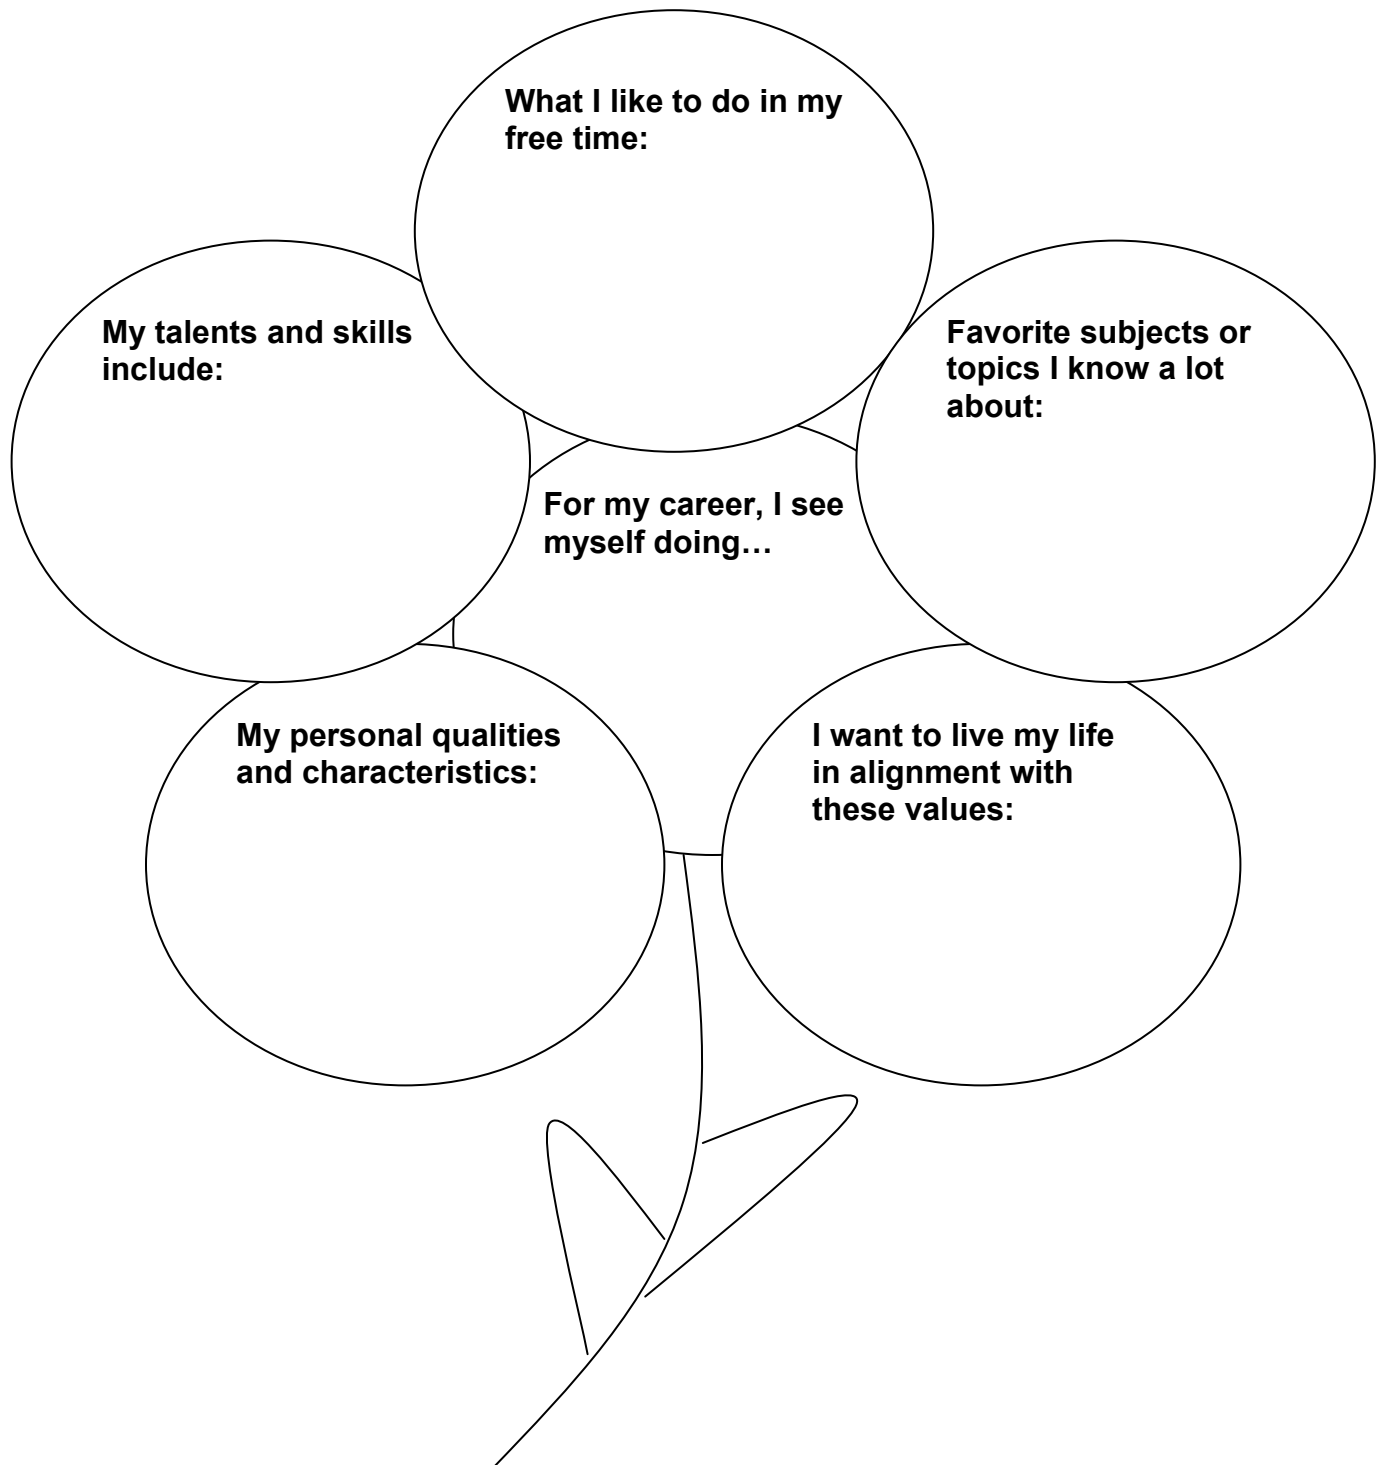 What I like to do in my
free time:
My talents and skills
include:
Favorite subjects or
topics I know a lot
about:
For my career, I see
myself doing…
My personal qualities
and characteristics:
I want to live my life
in alignment with
these values: